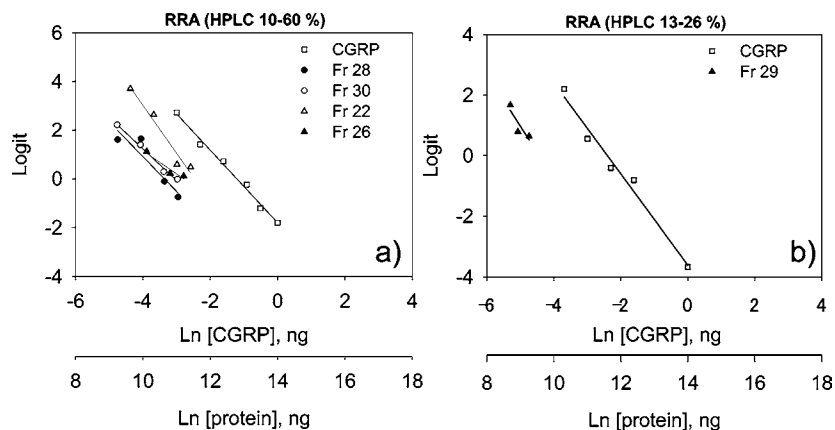 RRA (HPLC 10-60 %)
CGRP
Fr 28
Fr 30
Fr 22
Fr 26
Logit
6
4
2
0
−2
−4
a)
-6 -4 -2 0 2 4
Ln [CGRP], ng
8 10 12 14 16 18
Ln [protein], ng
RRA (HPLC 13-26 %)
CGRP
Fr 29
Logit
4
2
0
−2
−4
b)
−6 −4 −2 0 2 4
Ln [CGRP], ng
8 10 12 14 16 18
Ln [protein], ng